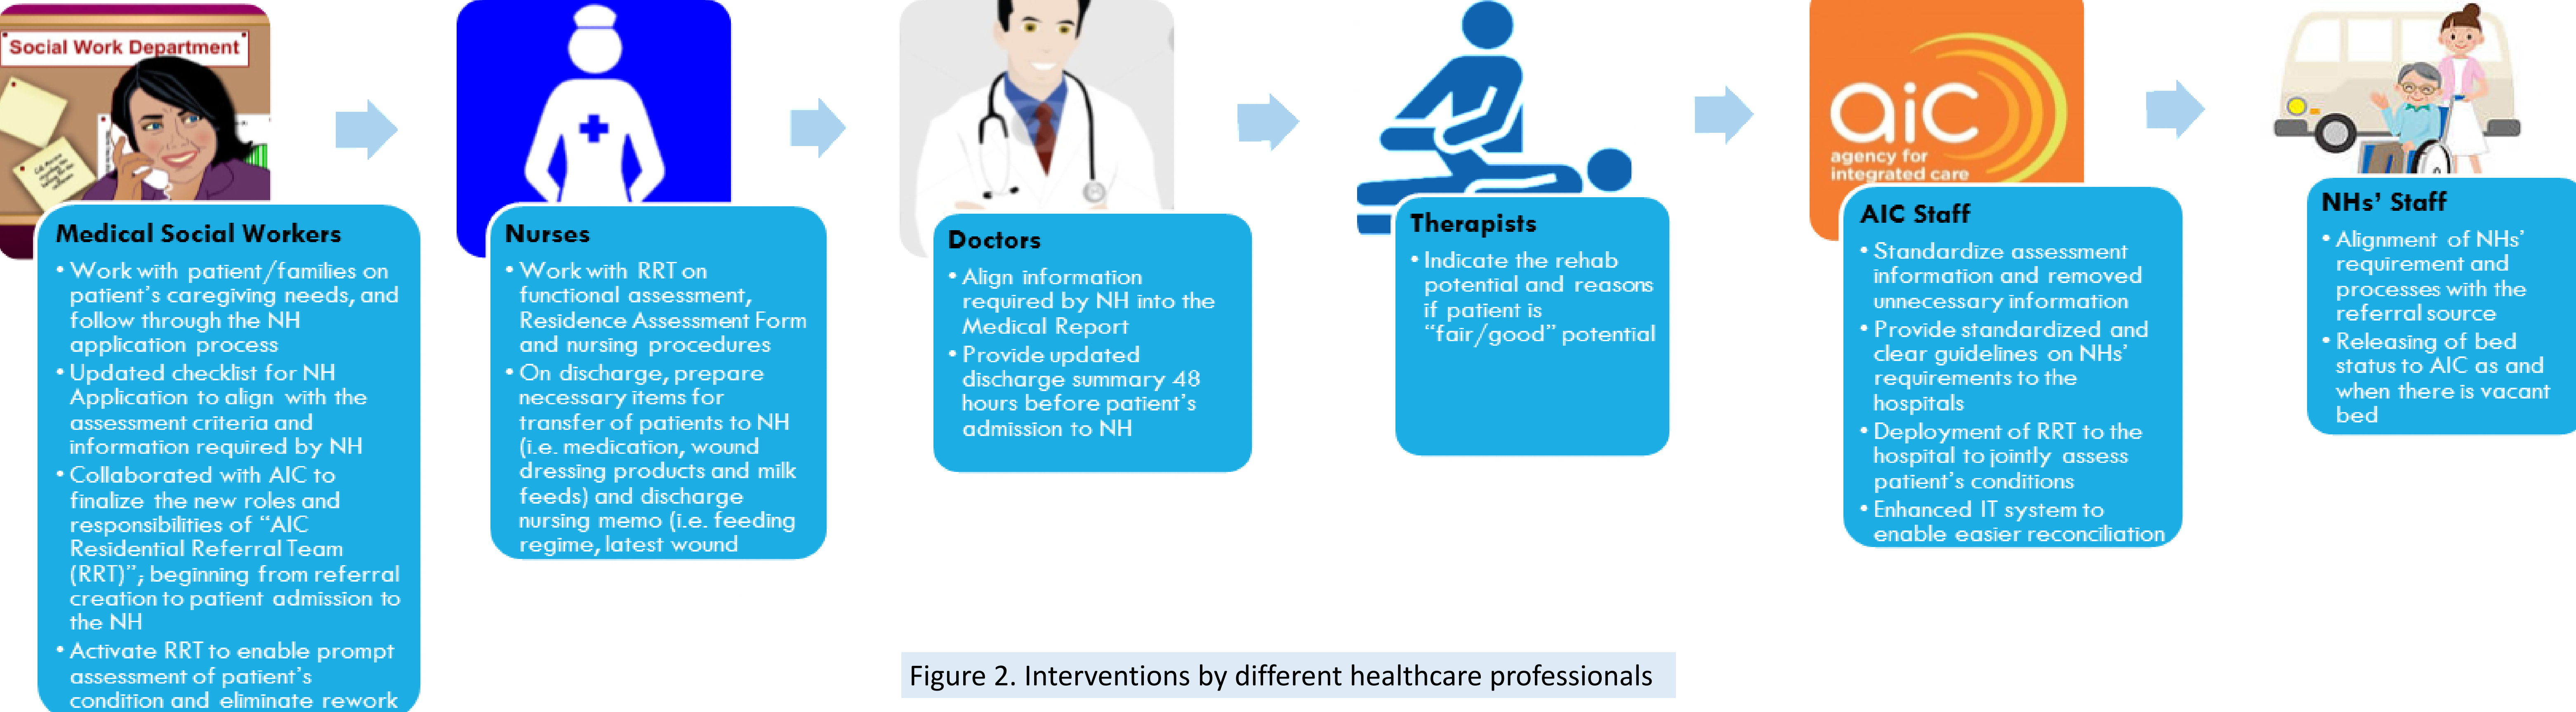 Social Work Department
Medical Social Workers
• Work with patient/families on
patient's caregiving needs, and
follow through the NH
application process
• Updated checklist for NH
Application to align with the
assessment criteria and
information required by NH
• Collaborated with AIC to
finalize the new roles and
responsibilities of "AIC
Residential Referral Team
(RRT)"; beginning from referral
creation to patient admission to
the NH
• Activate RRT to enable prompt
assessment of patient's
condition and eliminate rework
Nurses
• Work with RRT on
functional assessment,
Residence Assessment Form
and nursing procedures
• On discharge, prepare
necessary items for
transfer of patients to NH
(i.e. medication, wound
dressing products and milk
feeds) and discharge
nursing memo (i.e. feeding
regime, latest wound
Doctors
• Align information
required by NH into the
Medical Report
• Provide updated
discharge summary 48
hours before patient's
admission to NH
Therapists
• Indicate the rehab
potential and reasons
if patient is
"fair/good" potential
aic
agency for
integrated care
AIC Staff
• Standardize assessment
information and removed
unnecessary information
• Provide standardized and
clear guidelines on NHs'
requirements to the
hospitals
• Deployment of RRT to the
hospital to jointly assess
patient's conditions
• Enhanced IT system to
enable easier reconciliation
NHs' Staff
• Alignment of NHs'
requirement and
processes with the
referral source
• Releasing of bed
status to AIC as and
when there is vacant
bed
Figure 2. Interventions by different healthcare professionals